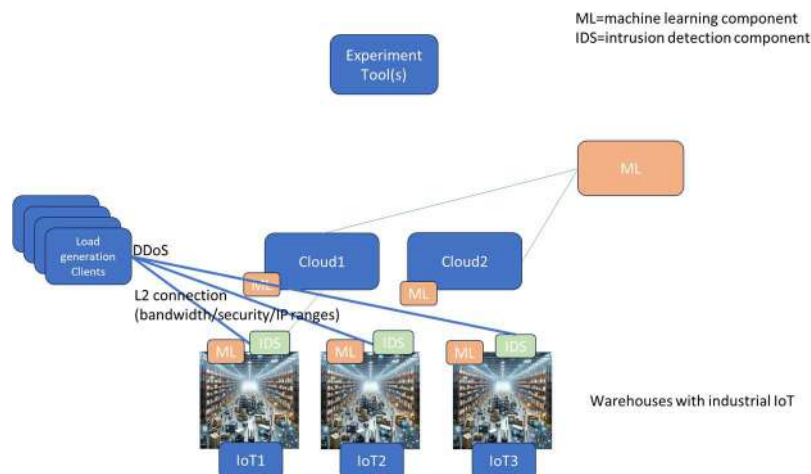 ML=machine learning component
IDS=intrusion detection component
Experiment
Tool(s)
ML
Load
generation
Clients
DDoS
Cloud1
Cloud2
ML
ML
L2 connection
(bandwidth/security/IP ranges)
ML
IDS
ML
IDS
ML
IDS
Warehouses with industrial IoT
IoT1
IoT2
IoT3